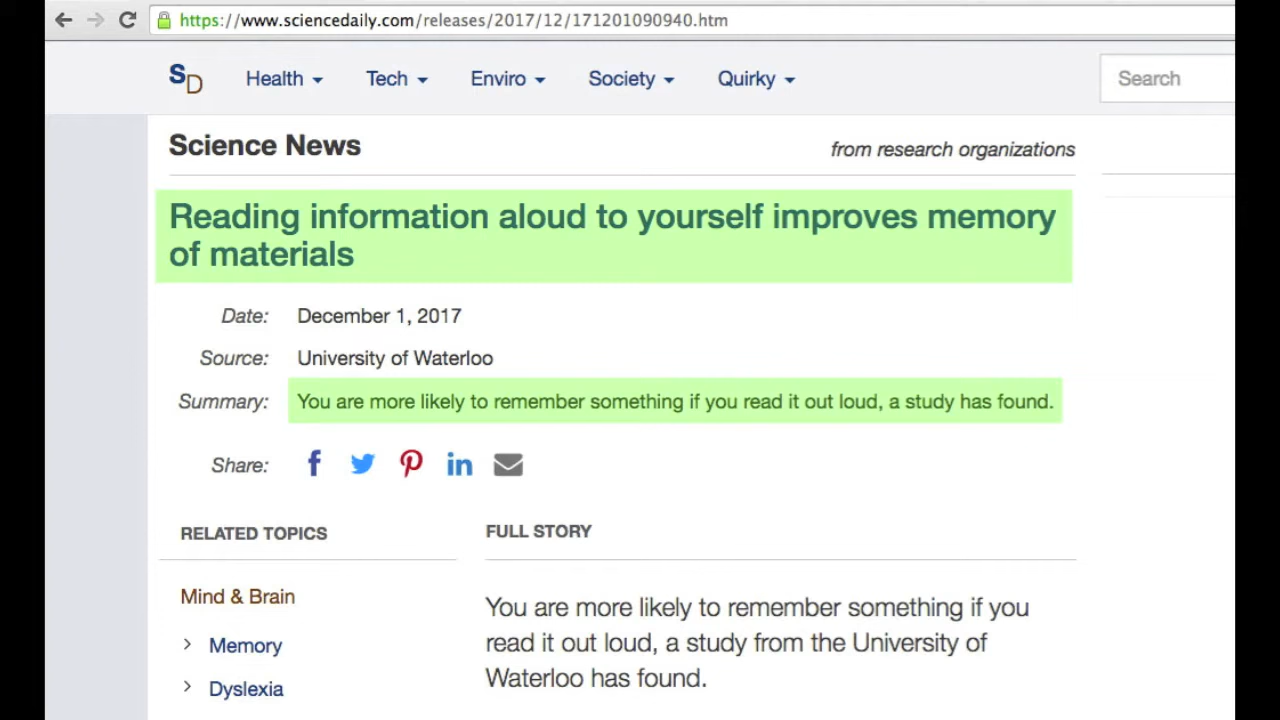 https://www.sciencedaily.com/releases/2017/12/171201090940.htm
SD Health Tech Enviro Society Quirky Search
Science News from research organizations
Reading information aloud to yourself improves memory
of materials
Date: December 1, 2017
Source: University of Waterloo
Summary: You are more likely to remember something if you read it out loud, a study has found.
Share:
RELATED TOPICS
Mind & Brain
Memory
Dyslexia
FULL STORY
You are more likely to remember something if you
read it out loud, a study from the University of
Waterloo has found.